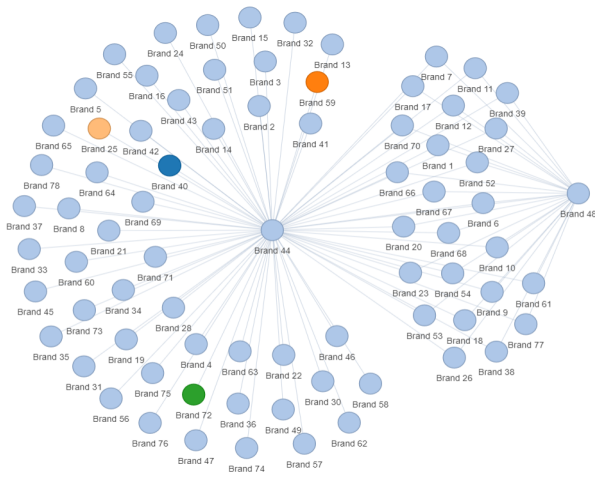 Brand 15
Brand 32
Brand 50
Brand 24
Brand 13
Brand 55
Brand 3
Brand 7
Brand 16
Brand 51
Brand 59
Brand 11
Brand 5
Brand 17
Brand 39
Brand 43
Brand 2
Brand 12
Brand 65
Brand 25
Brand 42
Brand 14
Brand 41
Brand 70
Brand 27
Brand 1
Brand 78
Brand 64
Brand 40
Brand 66
Brand 52
Brand 67
Brand 48
Brand 37
Brand 8
Brand 69
Brand 6
Brand 21
Brand 44
Brand 20
Brand 68
Brand 33
Brand 60
Brand 71
Brand 10
Brand 45
Brand 34
Brand 23
Brand 54
Brand 61
Brand 73
Brand 28
Brand 9
Brand 53
Brand 18
Brand 77
Brand 35
Brand 19
Brand 4
Brand 63
Brand 22
Brand 46
Brand 26
Brand 38
Brand 31
Brand 75
Brand 30
Brand 58
Brand 56
Brand 72
Brand 36
Brand 49
Brand 76
Brand 62
Brand 47
Brand 74
Brand 57